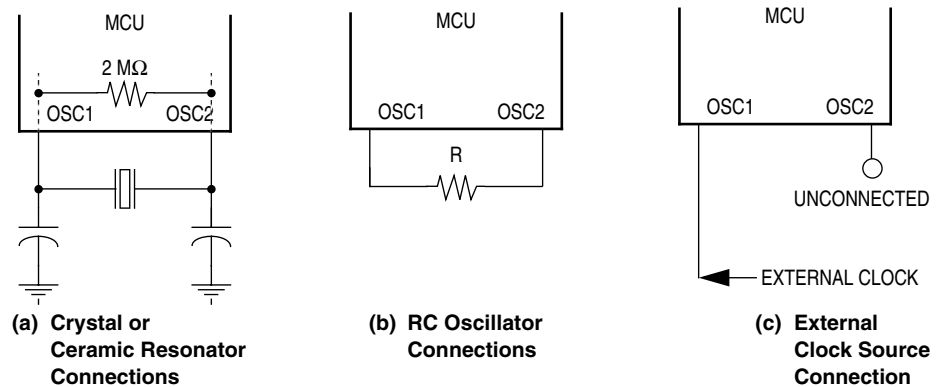 MCU
2 MΩ
OSC1
OSC2
(a) Crystal or
Ceramic Resonator
Connections
MCU
OSC1
OSC2
R
(b) RC Oscillator
Connections
MCU
OSC1
OSC2
UNCONNECTED
EXTERNAL CLOCK
(c) External
Clock Source
Connection